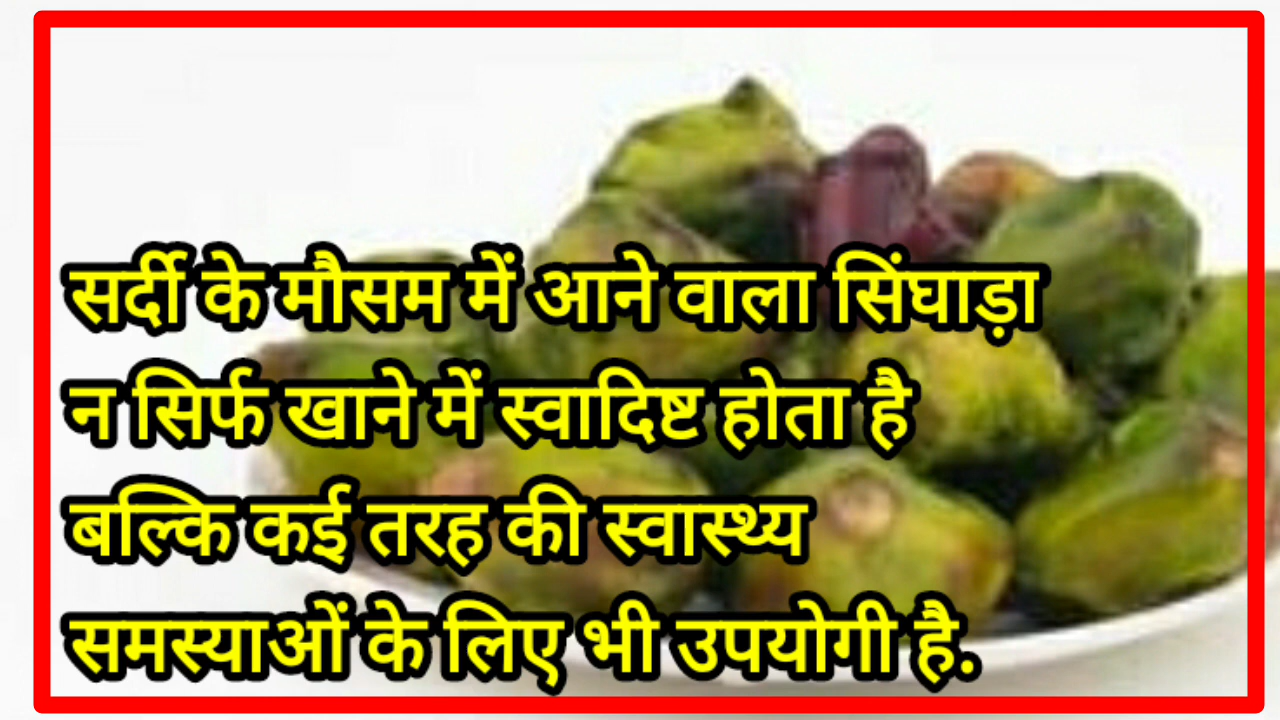 सर्दी के मौसम में आने वाला सिंघाड़ा
न सिर्फ खाने में स्वादिष्ट होता है
बल्कि कई तरह की स्वास्थ्य
समस्याओं के लिए भी उपयोगी है.